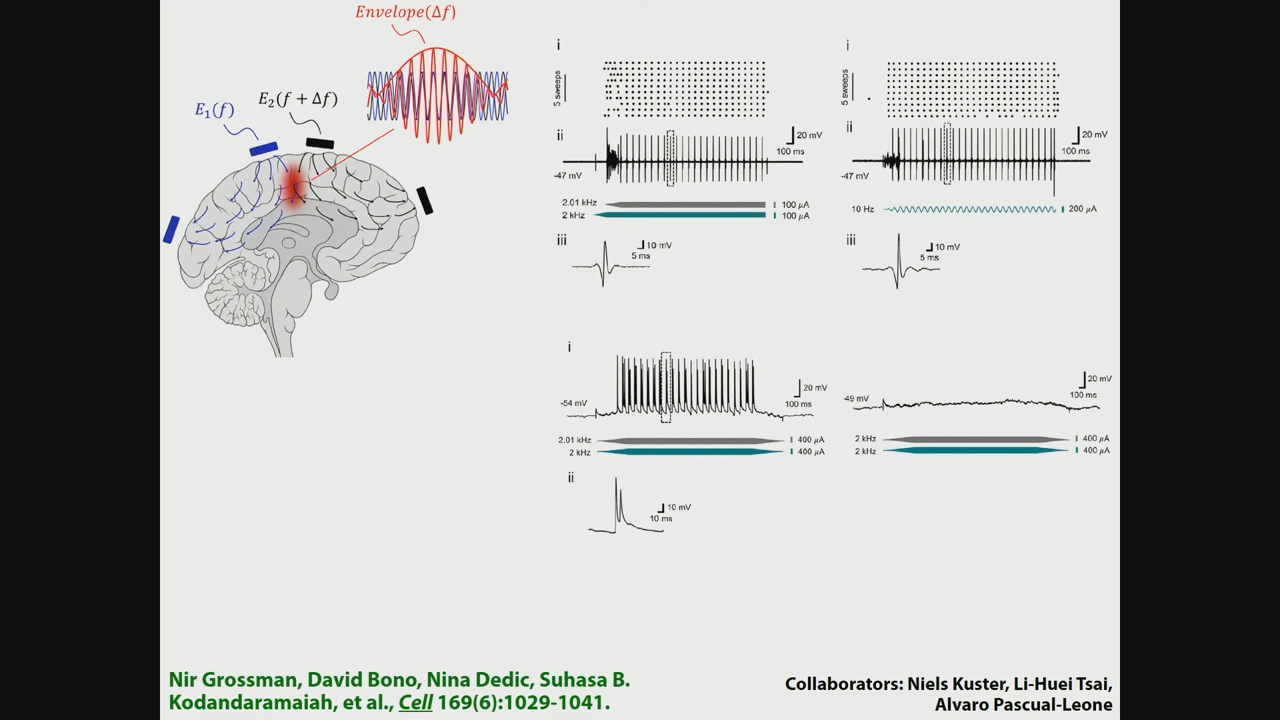 Envelope(Δf)
E₁(f)
E₂(f + Δf)
i
5 sweeps
ii
20 mV
100 ms
-47 mV
2.01 kHz
100 µA
2 kHz
100 µA
iii
10 mV
5 ms
i
5 sweeps
ii
20 mV
100 ms
-47 mV
10 Hz
200 µA
iii
10 mV
5 ms
i
20 mV
100 ms
-54 mV
2.01 kHz
400 µA
2 kHz
400 µA
ii
10 mV
10 ms
20 mV
100 ms
-49 mV
2 kHz
400 µA
2 kHz
400 µA
Nir Grossman, David Bono, Nina Dedic, Suhasa B.
Kodandaramaiah, et al., Cell 169(6):1029-1041.
Collaborators: Niels Kuster, Li-Huei Tsai,
Alvaro Pascual-Leone